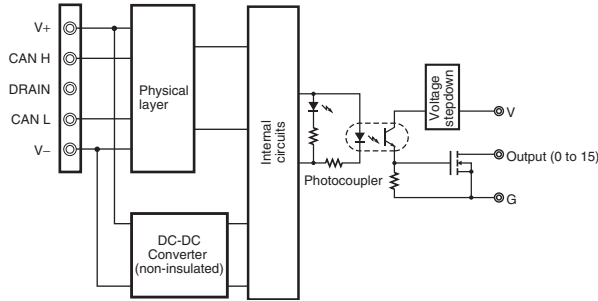 V+
CAN H
DRAIN
CAN L
V−
Physical
layer
DC-DC
Converter
(non-insulated)
Internal
circuits
Photocoupler
Voltage
stepdown
V
Output (0 to 15)
G